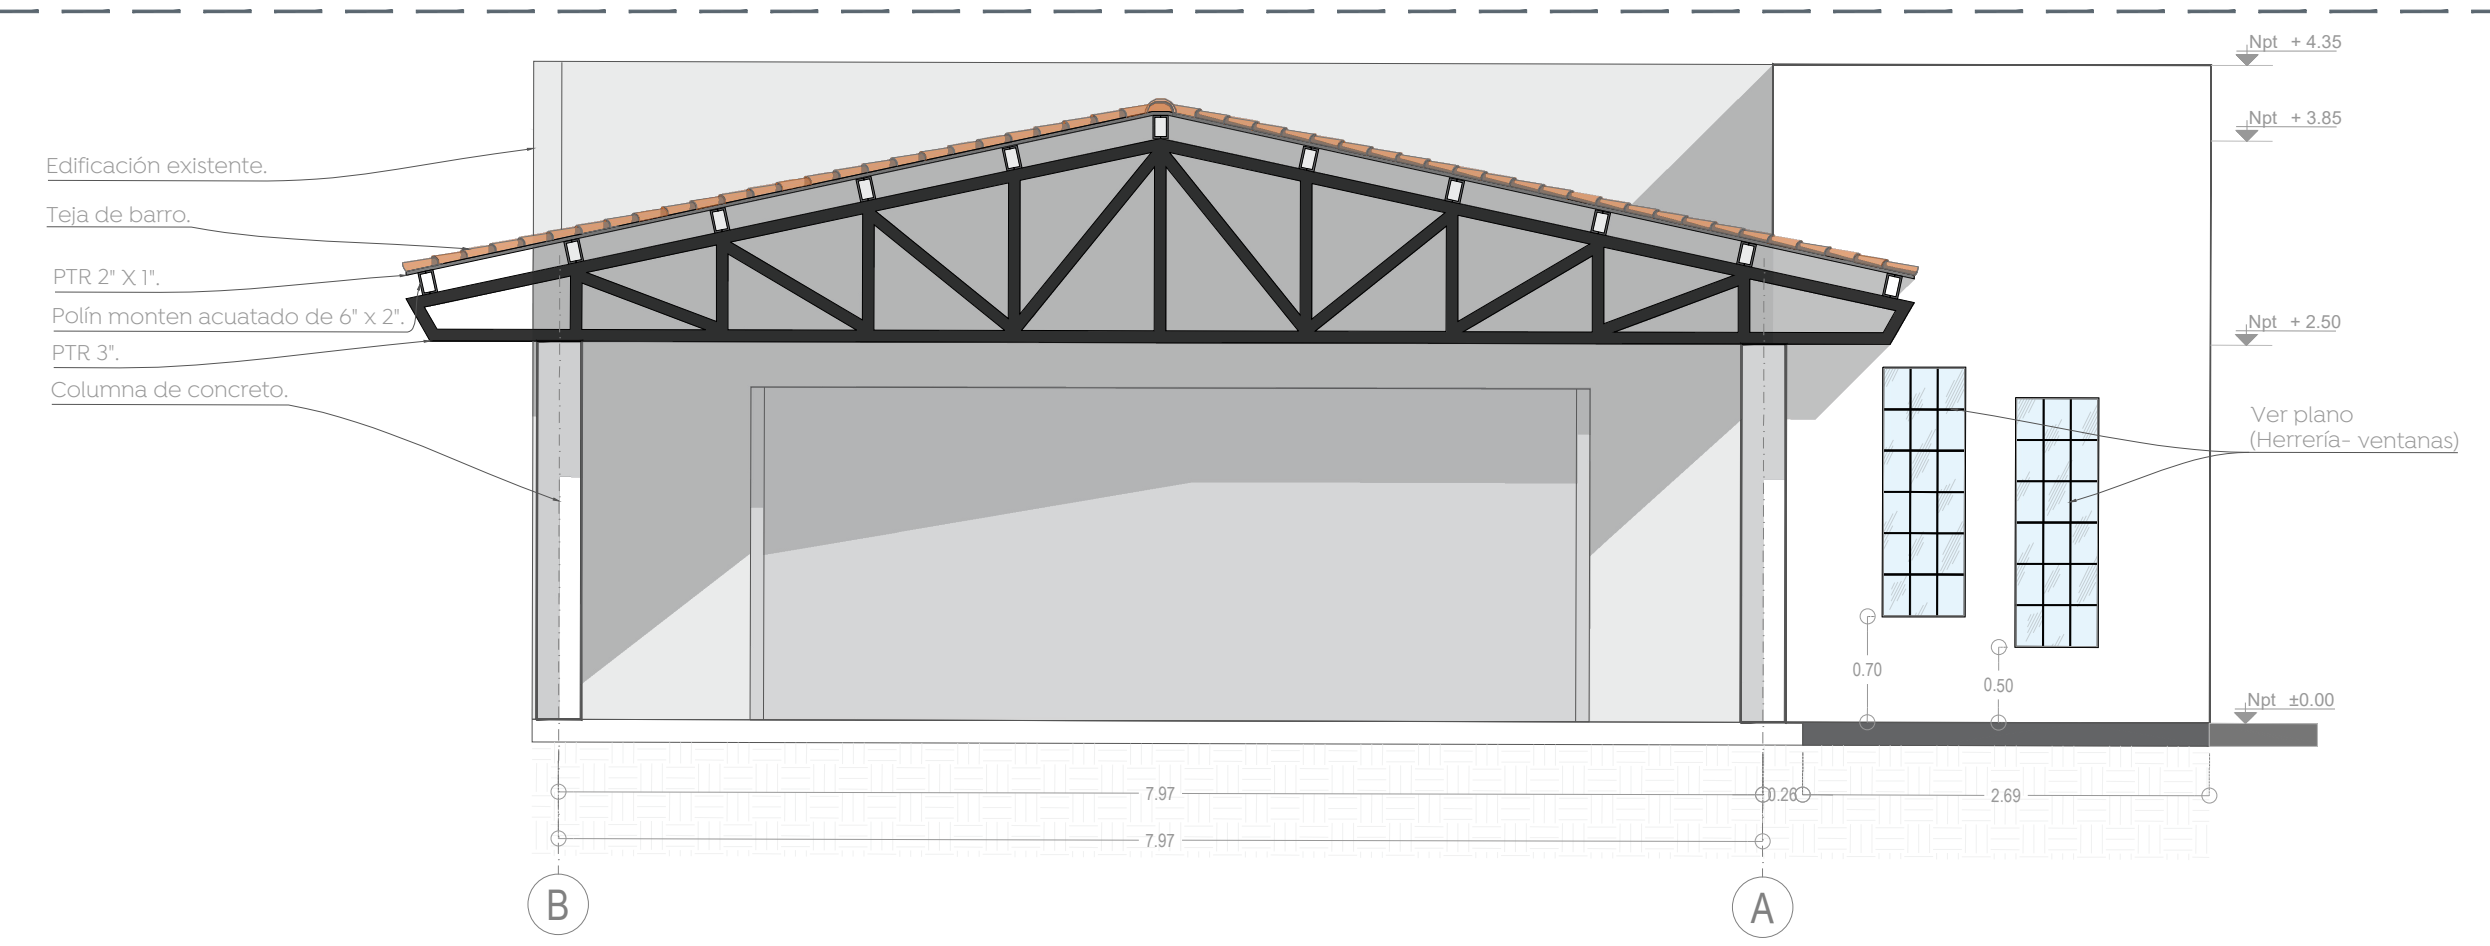 Npt + 4.35
Npt + 3.85
Edificación existente.
Teja de barro.
PTR 2" X 1".
Polín monten acuatado de 6" x 2".
Npt + 2.50
PTR 3".
Columna de concreto.
Ver plano
(Herrería- ventanas)
0.70
0.50
Npt ±0.00
7.97
0.26
2.69
7.97
B
A